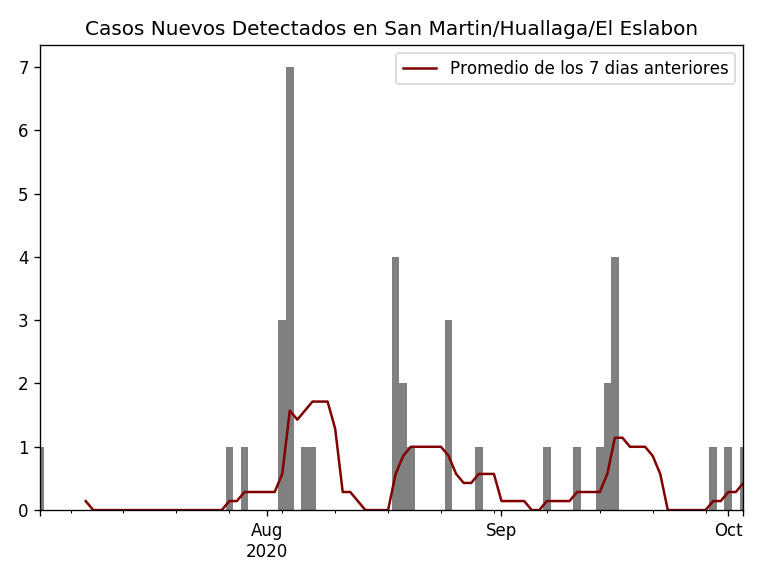 Casos Nuevos Detectados en San Martin/Huallaga/El Eslabon
Promedio de los 7 dias anteriores
7
6
5
4
3
2
1
0
Aug
2020
Sep
Oct